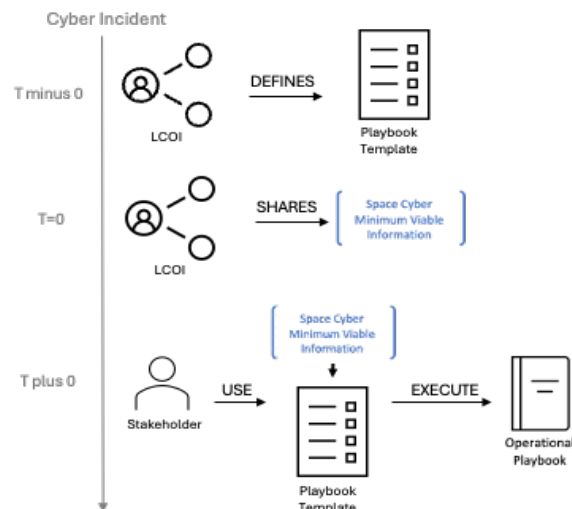 Cyber Incident
T minus 0
DEFINES
LCOI
Playbook
Template
T=0
SHARES
Space Cyber
Minimum Viable
Information
LCOI
Space Cyber
Minimum Viable
Information
T plus 0
USE
EXECUTE
Stakeholder
Operational
Playbook
Playbook
Template